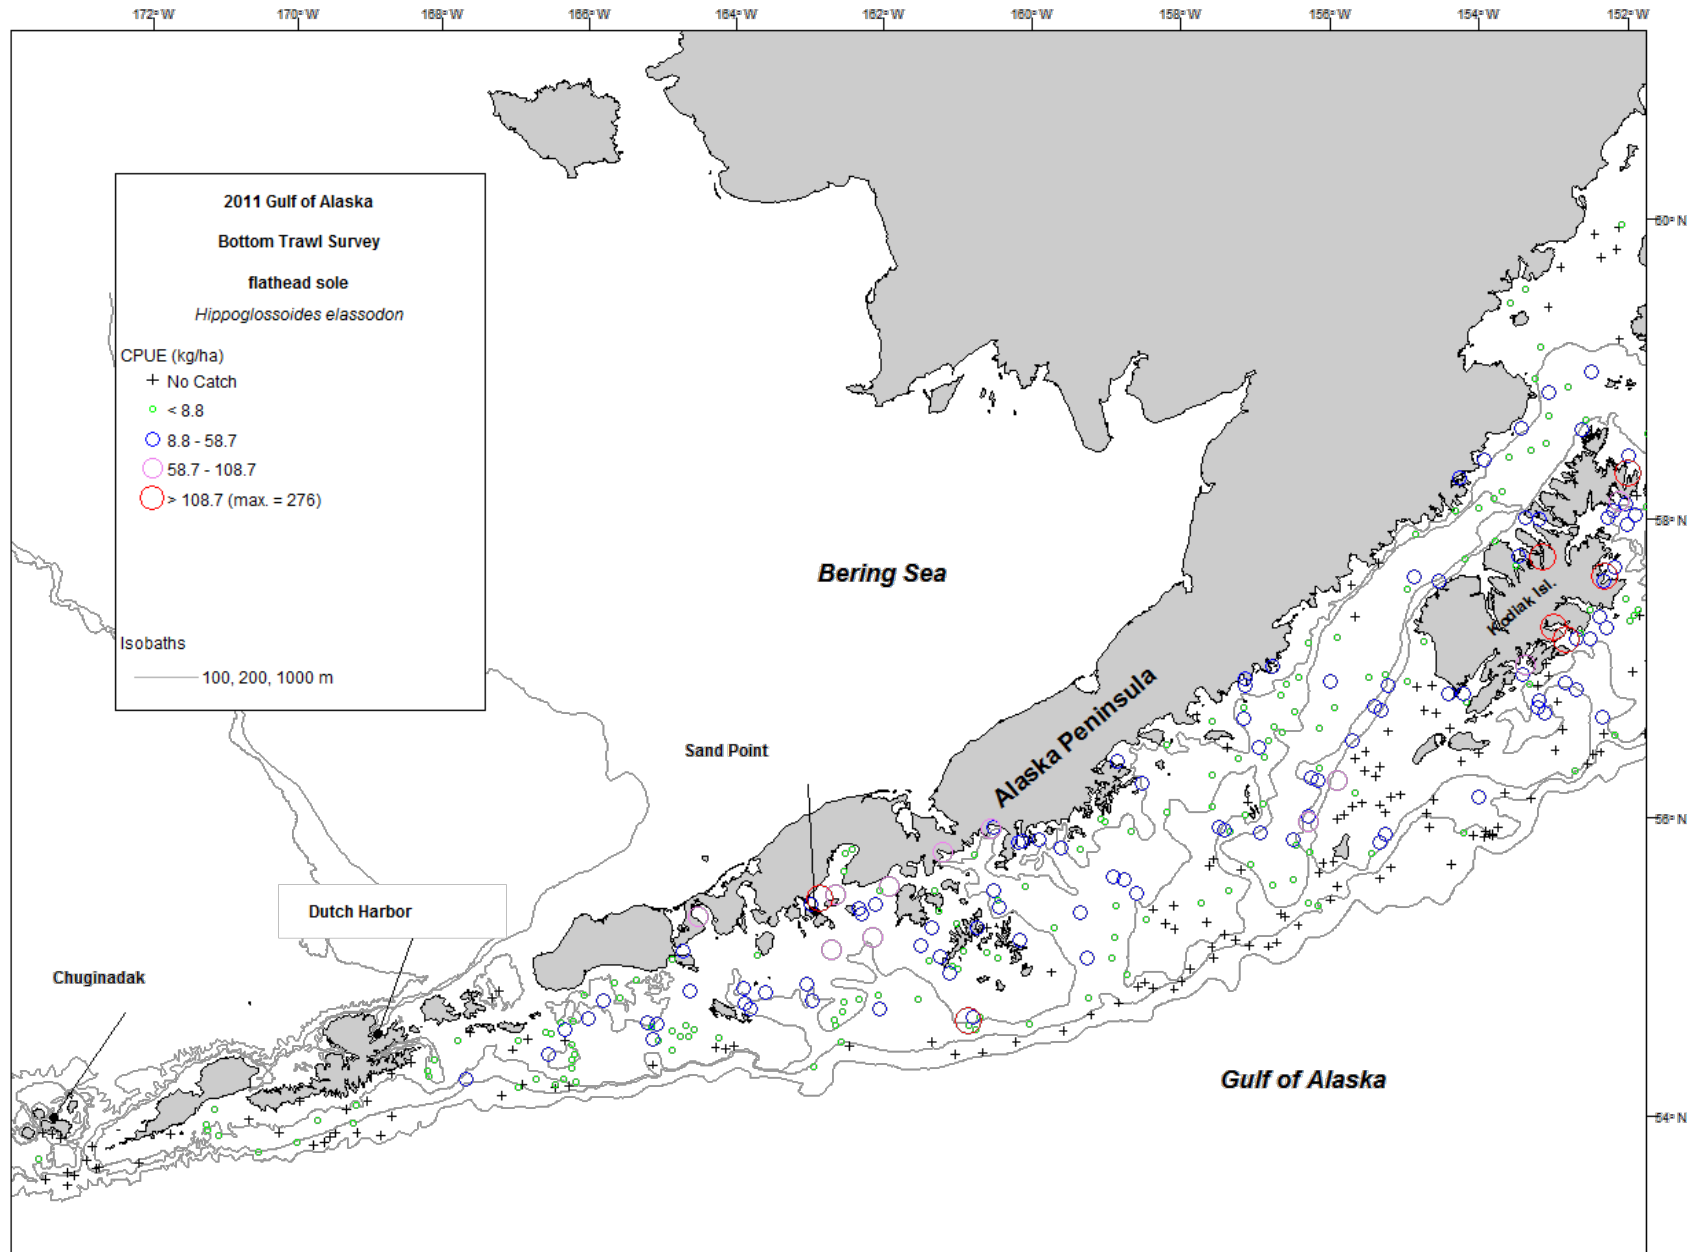 172° W 170° W 168° W 166° W 164° W 162° W 160° W 158° W 156° W 154° W 152° W
2011 Gulf of Alaska
Bottom Trawl Survey
flathead sole
Hippoglossoides elassodon
CPUE (kg/ha)
No Catch
< 8.8
8.8 - 58.7
58.7 - 108.7
> 108.7 (max. = 276)
Isobaths
100, 200, 1000 m
60° N
58° N
Bering Sea
Kodiak Isl.
Alaska Peninsula
Sand Point
56° N
Dutch Harbor
Chuginadak
Gulf of Alaska
54° N